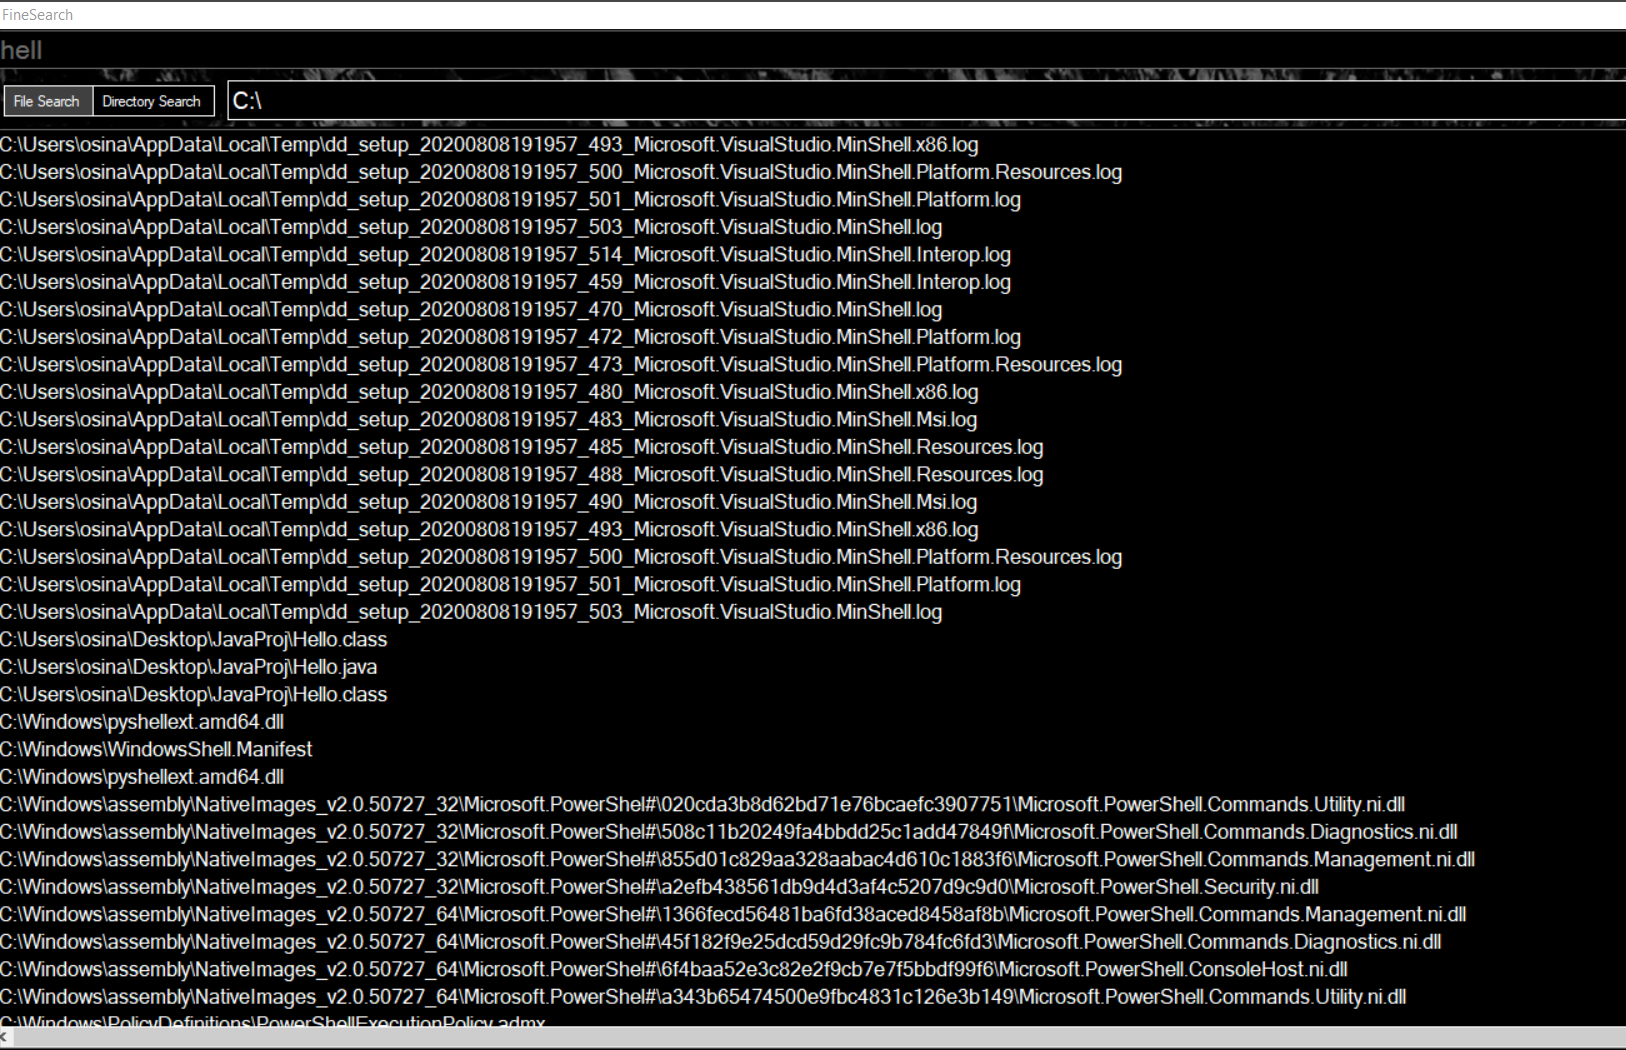 FineSearch
hell
File Search Directory Search C:\
C:\Users\osina\AppData\Local\Temp\dd_setup_20200808191957_493_Microsoft.VisualStudio.MinShell.x86.log
C:\Users\osina\AppData\Local\Temp\dd_setup_20200808191957_500_Microsoft.VisualStudio.MinShell.Platform.Resources.log
C:\Users\osina\AppData\Local\Temp\dd_setup_20200808191957_501_Microsoft.VisualStudio.MinShell.Platform.log
C:\Users\osina\AppData\Local\Temp\dd_setup_20200808191957_503_Microsoft.VisualStudio.MinShell.log
C:\Users\osina\AppData\Local\Temp\dd_setup_20200808191957_514_Microsoft.VisualStudio.MinShell.Interop.log
C:\Users\osina\AppData\Local\Temp\dd_setup_20200808191957_459_Microsoft.VisualStudio.MinShell.Interop.log
C:\Users\osina\AppData\Local\Temp\dd_setup_20200808191957_470_Microsoft.VisualStudio.MinShell.log
C:\Users\osina\AppData\Local\Temp\dd_setup_20200808191957_472_Microsoft.VisualStudio.MinShell.Platform.log
C:\Users\osina\AppData\Local\Temp\dd_setup_20200808191957_473_Microsoft.VisualStudio.MinShell.Platform.Resources.log
C:\Users\osina\AppData\Local\Temp\dd_setup_20200808191957_480_Microsoft.VisualStudio.MinShell.x86.log
C:\Users\osina\AppData\Local\Temp\dd_setup_20200808191957_483_Microsoft.VisualStudio.MinShell.Msi.log
C:\Users\osina\AppData\Local\Temp\dd_setup_20200808191957_485_Microsoft.VisualStudio.MinShell.Resources.log
C:\Users\osina\AppData\Local\Temp\dd_setup_20200808191957_488_Microsoft.VisualStudio.MinShell.Resources.log
C:\Users\osina\AppData\Local\Temp\dd_setup_20200808191957_490_Microsoft.VisualStudio.MinShell.Msi.log
C:\Users\osina\AppData\Local\Temp\dd_setup_20200808191957_493_Microsoft.VisualStudio.MinShell.x86.log
C:\Users\osina\AppData\Local\Temp\dd_setup_20200808191957_500_Microsoft.VisualStudio.MinShell.Platform.Resources.log
C:\Users\osina\AppData\Local\Temp\dd_setup_20200808191957_501_Microsoft.VisualStudio.MinShell.Platform.log
C:\Users\osina\AppData\Local\Temp\dd_setup_20200808191957_503_Microsoft.VisualStudio.MinShell.log
C:\Users\osina\Desktop\JavaProj\Hello.class
C:\Users\osina\Desktop\JavaProj\Hello.java
C:\Users\osina\Desktop\JavaProj\Hello.class
C:\Windows\pyshellext.amd64.dll
C:\Windows\WindowsShell.Manifest
C:\Windows\pyshellext.amd64.dll
C:\Windows\assembly\NativeImages_v2.0.50727_32\Microsoft.PowerShel#\020cda3b8d62bd71e76bcaefc3907751\Microsoft.PowerShell.Commands.Utility.ni.dll
C:\Windows\assembly\NativeImages_v2.0.50727_32\Microsoft.PowerShel#\508c11b20249fa4bbdd25c1add47849f\Microsoft.PowerShell.Commands.Diagnostics.ni.dll
C:\Windows\assembly\NativeImages_v2.0.50727_32\Microsoft.PowerShel#\855d01c829aa328aabac4d610c1883f6\Microsoft.PowerShell.Commands.Management.ni.dll
C:\Windows\assembly\NativeImages_v2.0.50727_32\Microsoft.PowerShel#\a2efb438561db9d4d3af4c5207d9c9d0\Microsoft.PowerShell.Security.ni.dll
C:\Windows\assembly\NativeImages_v2.0.50727_64\Microsoft.PowerShel#\1366fecd56481ba6fd38aced8458af8b\Microsoft.PowerShell.Commands.Management.ni.dll
C:\Windows\assembly\NativeImages_v2.0.50727_64\Microsoft.PowerShel#\45f182f9e25dcd59d29fc9b784fc6fd3\Microsoft.PowerShell.Commands.Diagnostics.ni.dll
C:\Windows\assembly\NativeImages_v2.0.50727_64\Microsoft.PowerShel#\6f4baa52e3c82e2f9cb7e7f5bbdf99f6\Microsoft.PowerShell.ConsoleHost.ni.dll
C:\Windows\assembly\NativeImages_v2.0.50727_64\Microsoft.PowerShel#\a343b65474500e9fbc4831c126e3b149\Microsoft.PowerShell.Commands.Utility.ni.dll
C:\Windows\PolicyDefinitions\PowerShellExecutionPolicy.admx